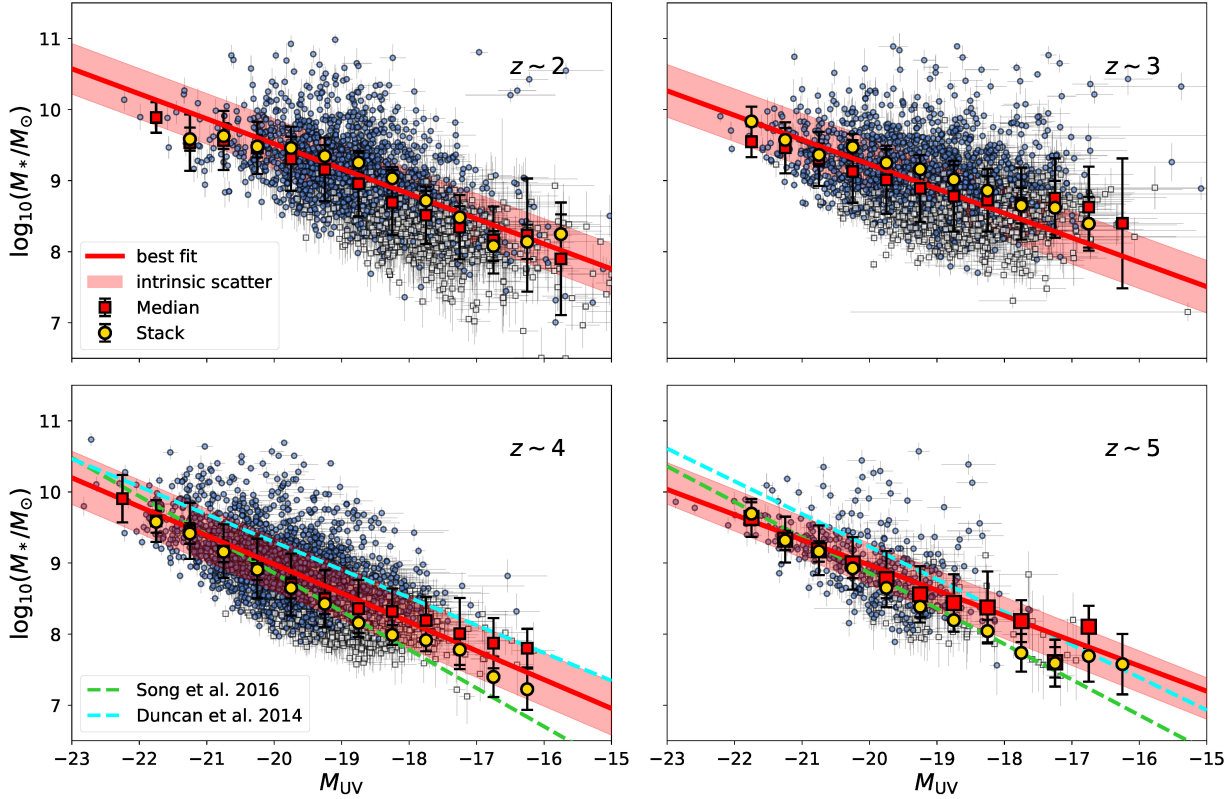 11
10
9
8
7
log₁₀(M∗/M⊙)
z ~ 2
best fit
intrinsic scatter
Median
Stack
z ~ 3
11
10
9
8
7
log₁₀(M∗/M⊙)
z ~ 4
Song et al. 2016
Duncan et al. 2014
−23 −22 −21 −20 −19 −18 −17 −16 −15
M_UV
z ~ 5
−23 −22 −21 −20 −19 −18 −17 −16 −15
M_UV